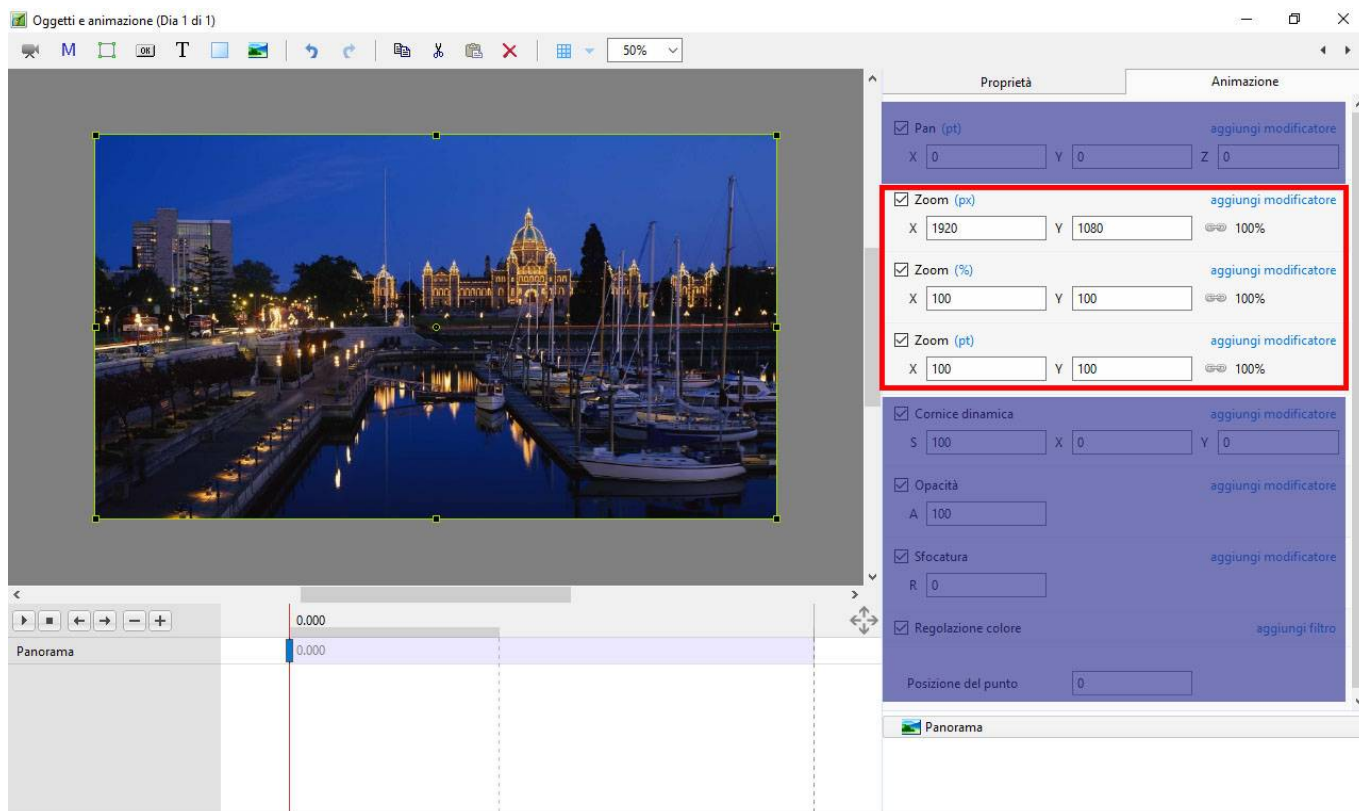 Oggetti e animazione (Dia 1 di 1)
M OK T 50%
Proprietà Animazione
Pan (pt) aggiungi modificatore
X 0 Y 0 Z 0
Zoom (px) aggiungi modificatore
X 1920 Y 1080 100%
Zoom (%) aggiungi modificatore
X 100 Y 100 100%
Zoom (pt) aggiungi modificatore
X 100 Y 100 100%
Cornice dinamica aggiungi modificatore
S 100 X 0 Y 0
Opacità aggiungi modificatore
A 100
Sfocatura aggiungi modificatore
R 0
Regolazione colore aggiungi filtro
Posizione del punto 0
0.000
Panorama 0.000
Panorama